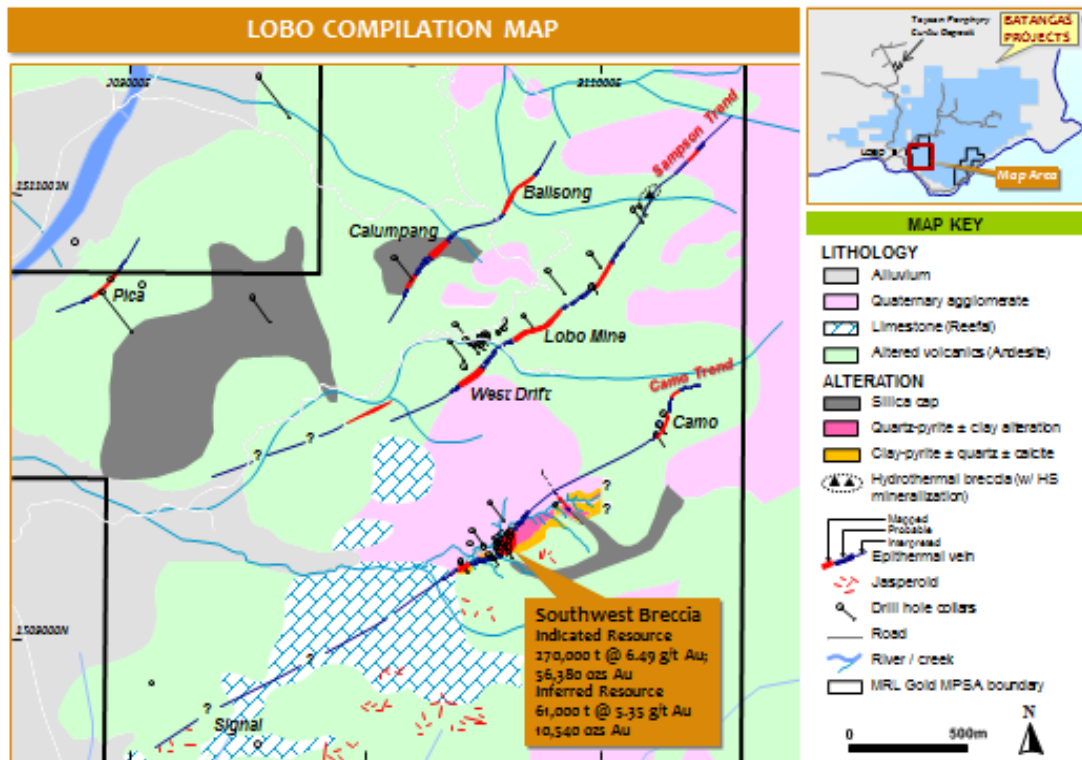 LOBO COMPILATION MAP
BATANGAS
PROJECTS
LOBO
Map Area
1511003N
1509000N
Sampson Trend
Balisong
Calumpang
Pica
Lobo Mine
West Drift
Camo Trend
Camo
?
?
?
?
?
?
Signal
Southwest Breccia
Indicated Resource
270,000 t @ 6.49 g/t Au;
56,380 ozs Au
Inferred Resource
61,000 t @ 5.35 g/t Au
10,540 ozs Au
MAP KEY
LITHOLOGY
Alluvium
Quaternary agglomerate
Limestone (Reefal)
Altered volcanics (Andesite)
ALTERATION
Silica cap
Quartz-pyrite ± clay alteration
Clay-pyrite ± quartz ± calcite
Hydrothermal breccia (w/ HS
mineralization)
Mapped
Probable
Interpreted
Epithermal vein
Jasperoid
Drill hole collars
Road
River / creek
MRL Gold MPSA boundary
N
0 500m